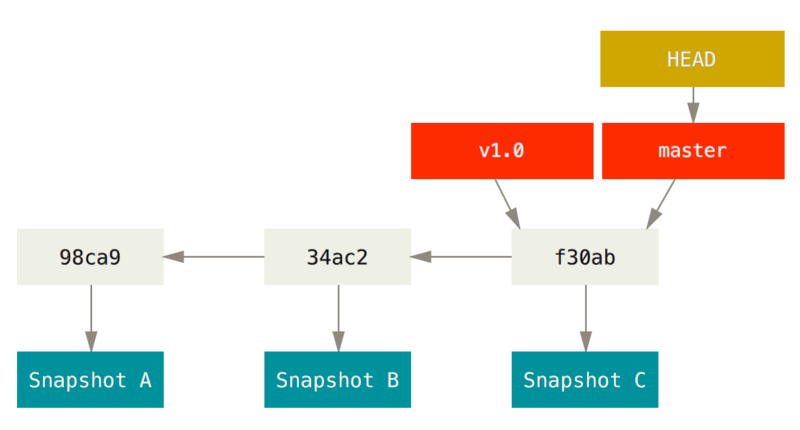 HEAD
v1.0
master
98ca9
34ac2
f30ab
Snapshot A
Snapshot B
Snapshot C